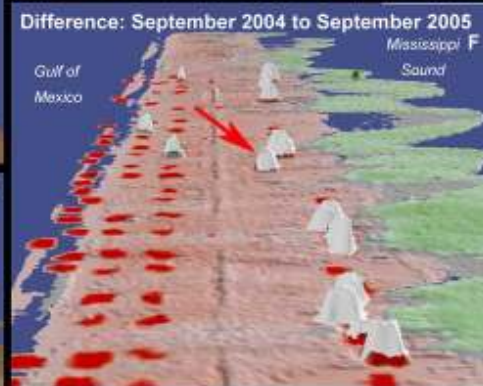 Difference: September 2004 to September 2005
Mississippi F
Gulf of Sound
Mexico